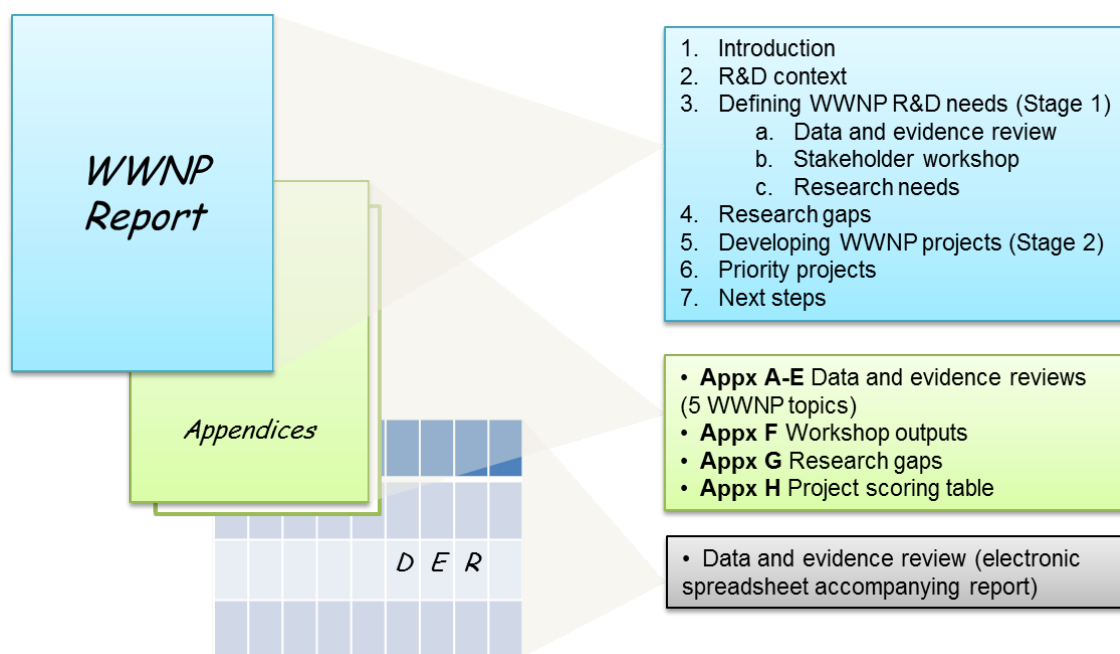 WWNP
Report
Appendices
D E R
1. Introduction
2. R&D context
3. Defining WWNP R&D needs (Stage 1)
a. Data and evidence review
b. Stakeholder workshop
c. Research needs
4. Research gaps
5. Developing WWNP projects (Stage 2)
6. Priority projects
7. Next steps
• Appx A-E Data and evidence reviews
(5 WWNP topics)
• Appx F Workshop outputs
• Appx G Research gaps
• Appx H Project scoring table
• Data and evidence review (electronic
spreadsheet accompanying report)